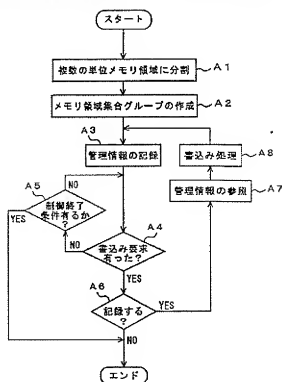 スタート
複数の単位メモリ領域に分割
A1
メモリ領域集合グループの作成
A2
A3
管理情報の記録
書込み処理
A8
管理情報の参照
A7
NO
A5
制御終了
条件有るか
?
YES
NO
A4
書込み要求
有った?
YES
A6
記録する
?
YES
NO
エンド